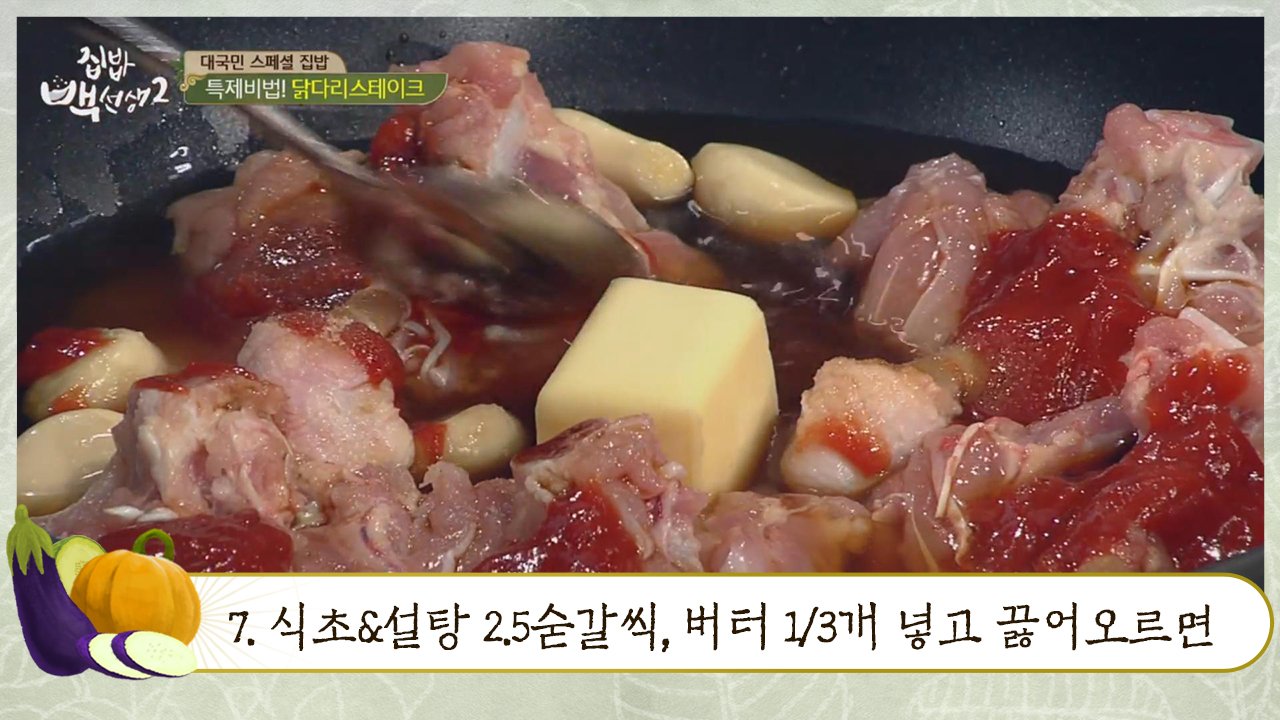 집밥
백선생2
대국민 스페셜 집밥
특제비법! 닭다리스테이크
7. 식초&설탕 2.5숟갈씩, 버터 1/3개 넣고 끓어오르면